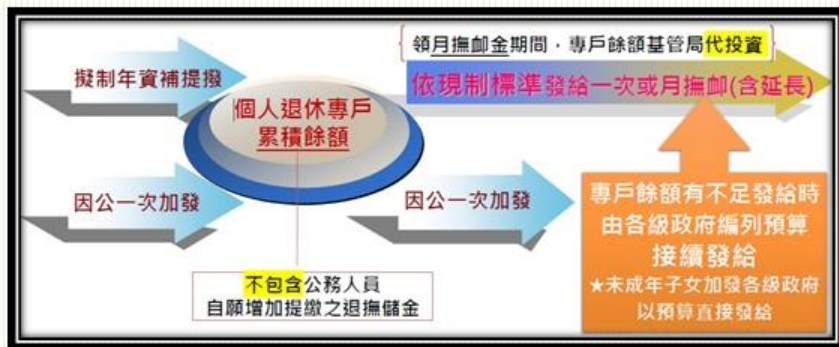 領月撫卹金期間，專戶餘額基管局代投資
擬制年資補提撥
依現制標準發給一次或月撫卹(含延長)
個人退休專戶
累積餘額
因公一次加發
因公一次加發
專戶餘額有不足發給時
由各級政府編列預算
接續發給
★未成年子女加發各級政府
以預算直接發給
不包含公務人員
自願增加提繳之退撫儲金